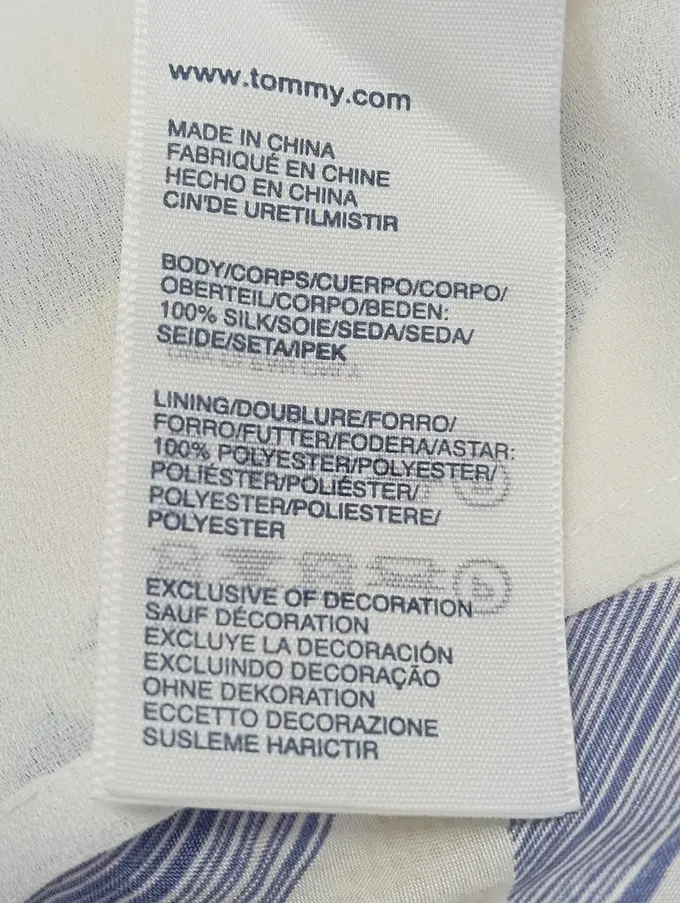 www.tommy.com
MADE IN CHINA
FABRIQUÉ EN CHINE
HECHO EN CHINA
CIN'DE URETILMISTIR
BODY/CORPS/CUERPO/CORPO/
OBERTEIL/CORPO/BEDEN:
100% SILK/SOIE/SEDA/SEDA/
SEIDE/SETA/IPEK
LINING/DOUBLURE/FORRO/
FORRO/FUTTER/FODERA/ASTAR:
100% POLYESTER/POLYESTER/
POLIÉSTER/POLIÉSTER/
POLYESTER/POLIESTERE/
POLYESTER
EXCLUSIVE OF DECORATION
SAUF DÉCORATION
EXCLUYE LA DECORACIÓN
EXCLUINDO DECORAÇÃO
OHNE DEKORATION
ECCETTO DECORAZIONE
SUSLEME HARICTIR